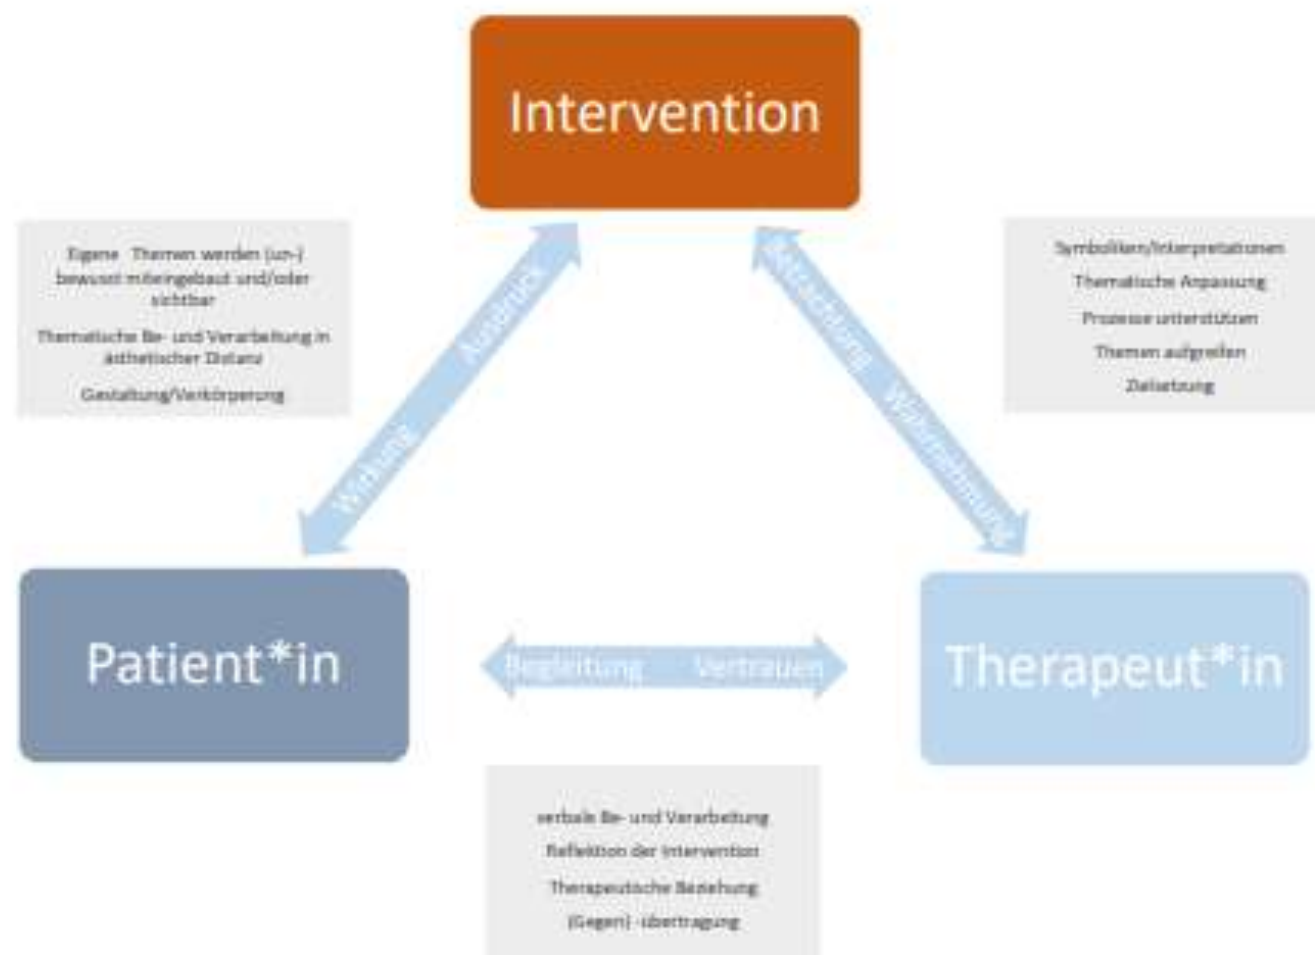 Intervention
Eigene Themen werden (un-)
bewusst miteingebaut und/oder
sichtbar
Thematische Be- und Verarbeitung in
ästhetischer Distanz
Gestaltung/Verkörperung
Ausdruck
Wirkung
Betrachtung
Wahrnehmung
Symboliken/Interpretationen
Thematische Anpassung
Prozesse unterstützen
Themen aufgreifen
Zielsetzung
Patient*in
Begleitung Vertrauen
Therapeut*in
verbale Be- und Verarbeitung
Reflektion der Intervention
Therapeutische Beziehung
(Gegen) -übertragung